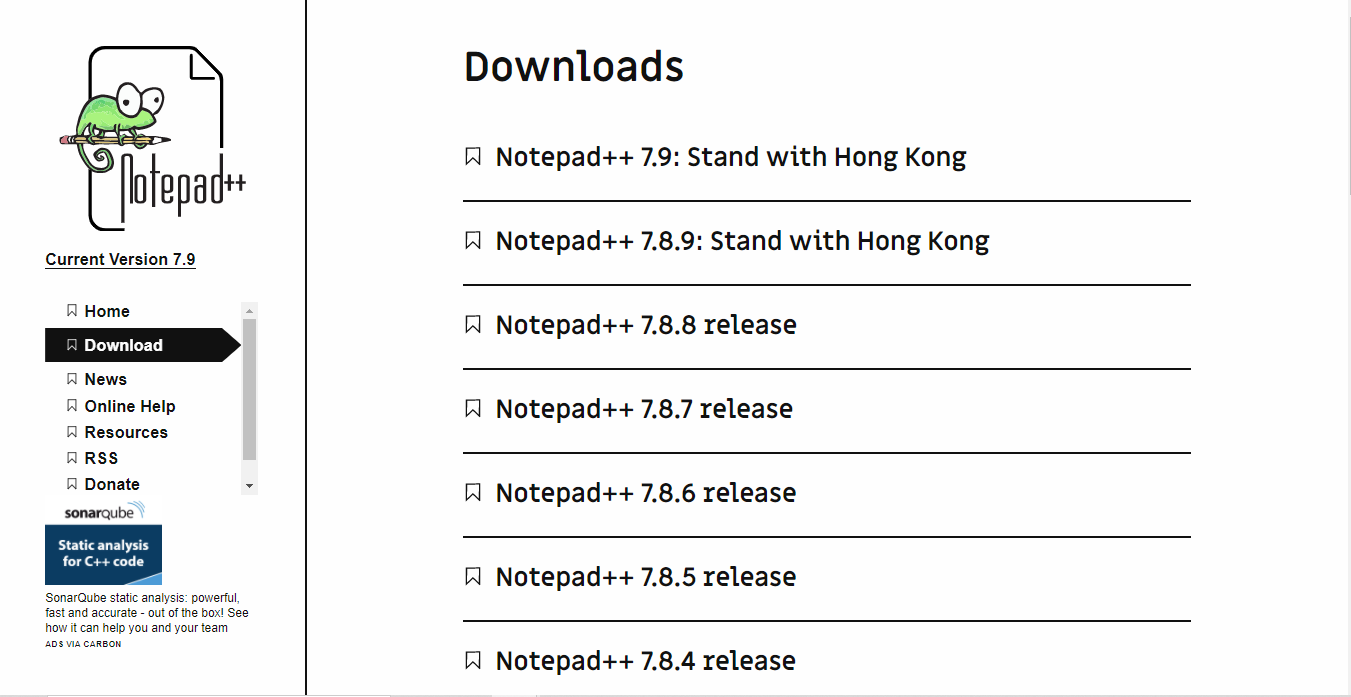 Notepad++
Current Version 7.9
Home
Download
News
Online Help
Resources
RSS
Donate
sonarqube
Static analysis
for C++ code
SonarQube static analysis: powerful,
fast and accurate - out of the box! See
how it can help you and your team
ADS VIA CARBON
Downloads
Notepad++ 7.9: Stand with Hong Kong
Notepad++ 7.8.9: Stand with Hong Kong
Notepad++ 7.8.8 release
Notepad++ 7.8.7 release
Notepad++ 7.8.6 release
Notepad++ 7.8.5 release
Notepad++ 7.8.4 release